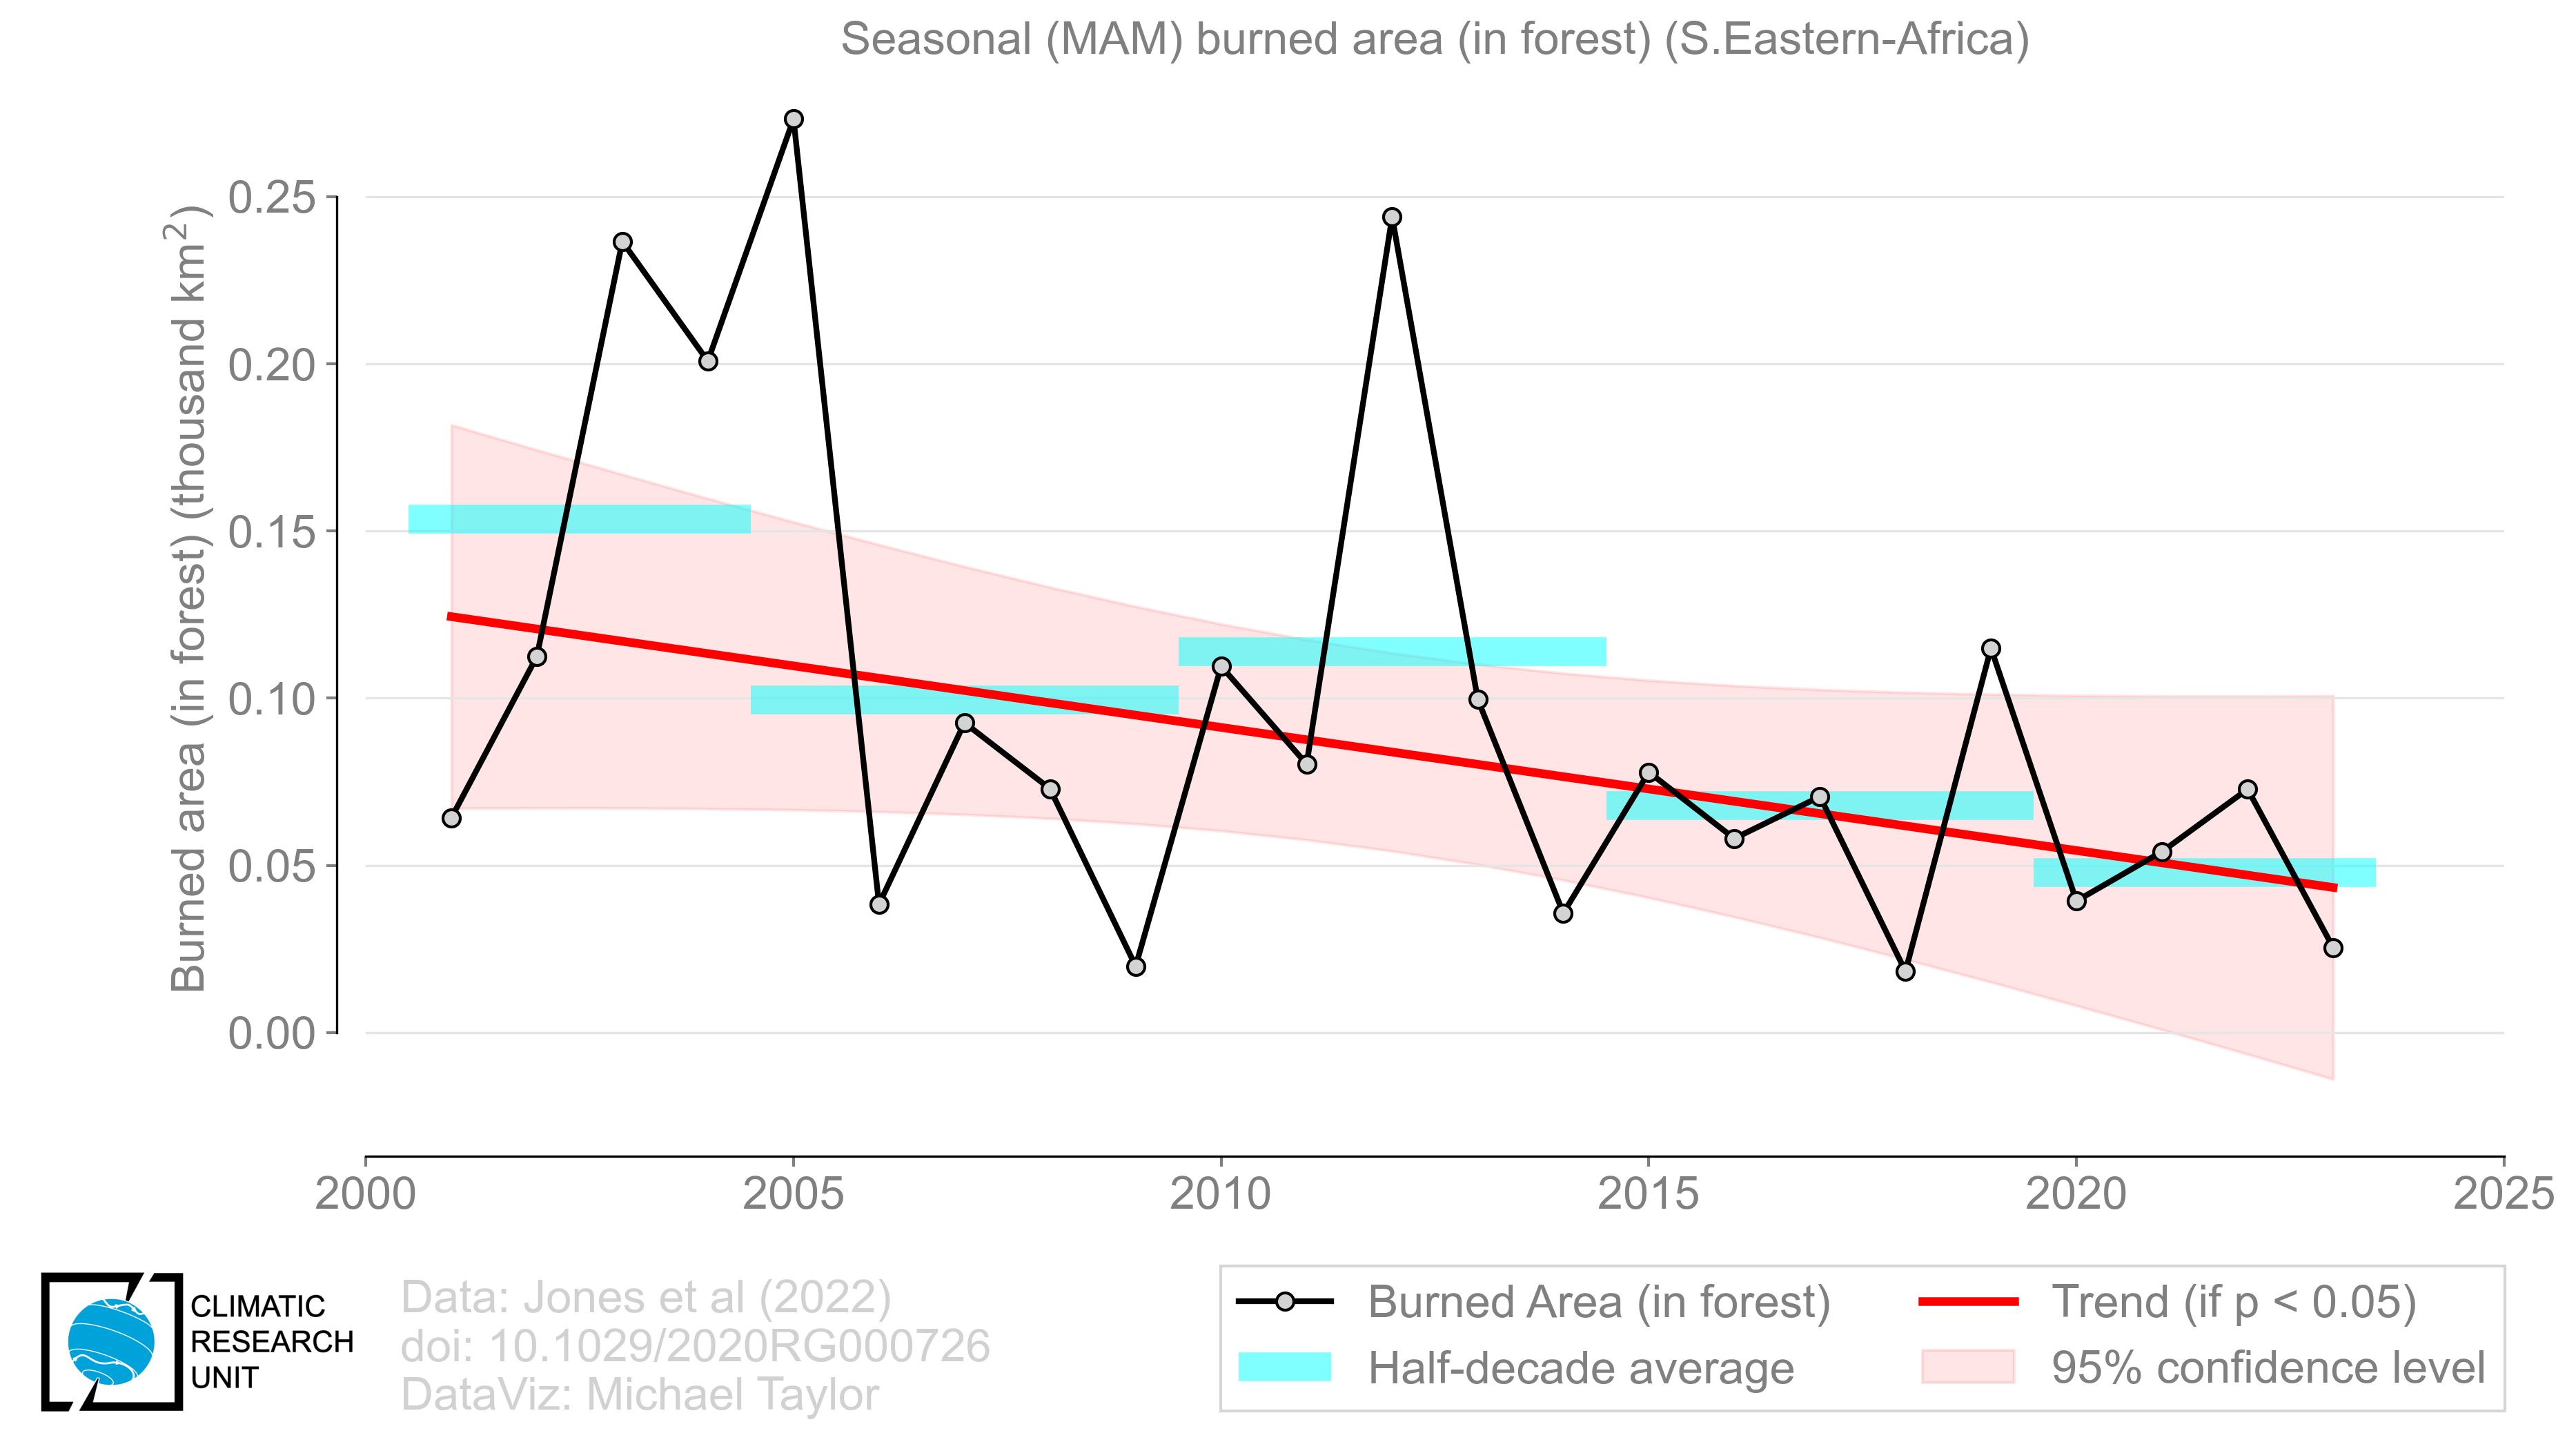 Seasonal (MAM) burned area (in forest) (S.Eastern-Africa)
Burned area (in forest) (thousand km²)
0.25
0.20
0.15
0.10
0.05
0.00
2000 2005 2010 2015 2020 2025
CLIMATIC
RESEARCH
UNIT
Data: Jones et al (2022)
doi: 10.1029/2020RG000726
DataViz: Michael Taylor
Burned Area (in forest)
Half-decade average
Trend (if p < 0.05)
95% confidence level